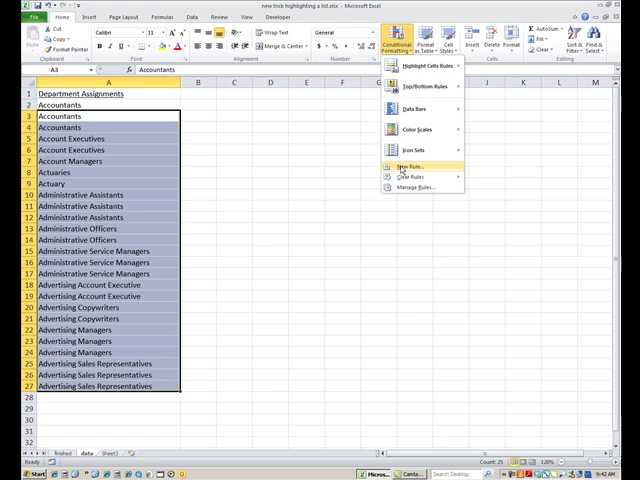 new trick highlighting a list.xlsx - Microsoft Excel
File Home Insert Page Layout Formulas Data Review View Developer
Paste Cut Copy Format Painter Calibri 11 Wrap Text Merge & Center General Conditional Formatting Format as Table Cell Styles Insert Delete Format AutoSum Fill Clear Sort & Filter Find & Select
Clipboard Font Alignment Number Cells Editing
A3 fx Accountants
A B C D E F G J K L M
1 Department Assignments
2 Accountants
3 Accountants
4 Accountants
5 Account Executives
6 Account Executives
7 Account Managers
8 Actuaries
9 Actuary
10 Administrative Assistants
11 Administrative Assistants
12 Administrative Assistants
13 Administrative Officers
14 Administrative Officers
15 Administrative Service Managers
16 Administrative Service Managers
17 Administrative Service Managers
18 Advertising Account Executive
19 Advertising Account Executive
20 Advertising Copywriters
21 Advertising Copywriters
22 Advertising Managers
23 Advertising Managers
24 Advertising Managers
25 Advertising Sales Representatives
26 Advertising Sales Representatives
27 Advertising Sales Representatives
28
29
30
31
32
Highlight Cells Rules
Top/Bottom Rules
Data Bars
Color Scales
Icon Sets
New Rule...
Clear Rules
Manage Rules...
finished data Sheet3
Ready Count: 25 120%
Start Micros... Camta... Search Desktop 9:42 AM